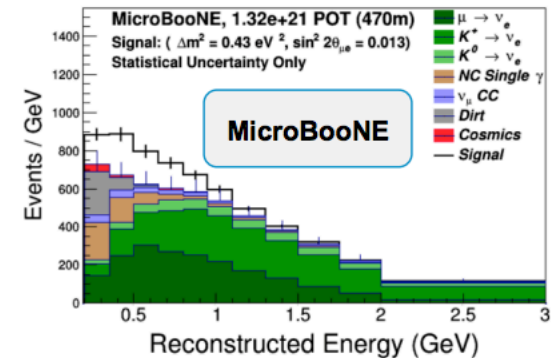 MicroBooNE, 1.32e+21 POT (470m)
Signal: ( Δm² = 0.43 eV ², sin² 2θμe = 0.013)
Statistical Uncertainty Only
MicroBooNE
μ → νe
K⁺ → νe
K⁰ → νe
NC Single γ
νμ CC
Dirt
Cosmics
Signal
Events / GeV
1400
1200
1000
800
600
400
200
0
0.5 1 1.5 2 2.5 3
Reconstructed Energy (GeV)